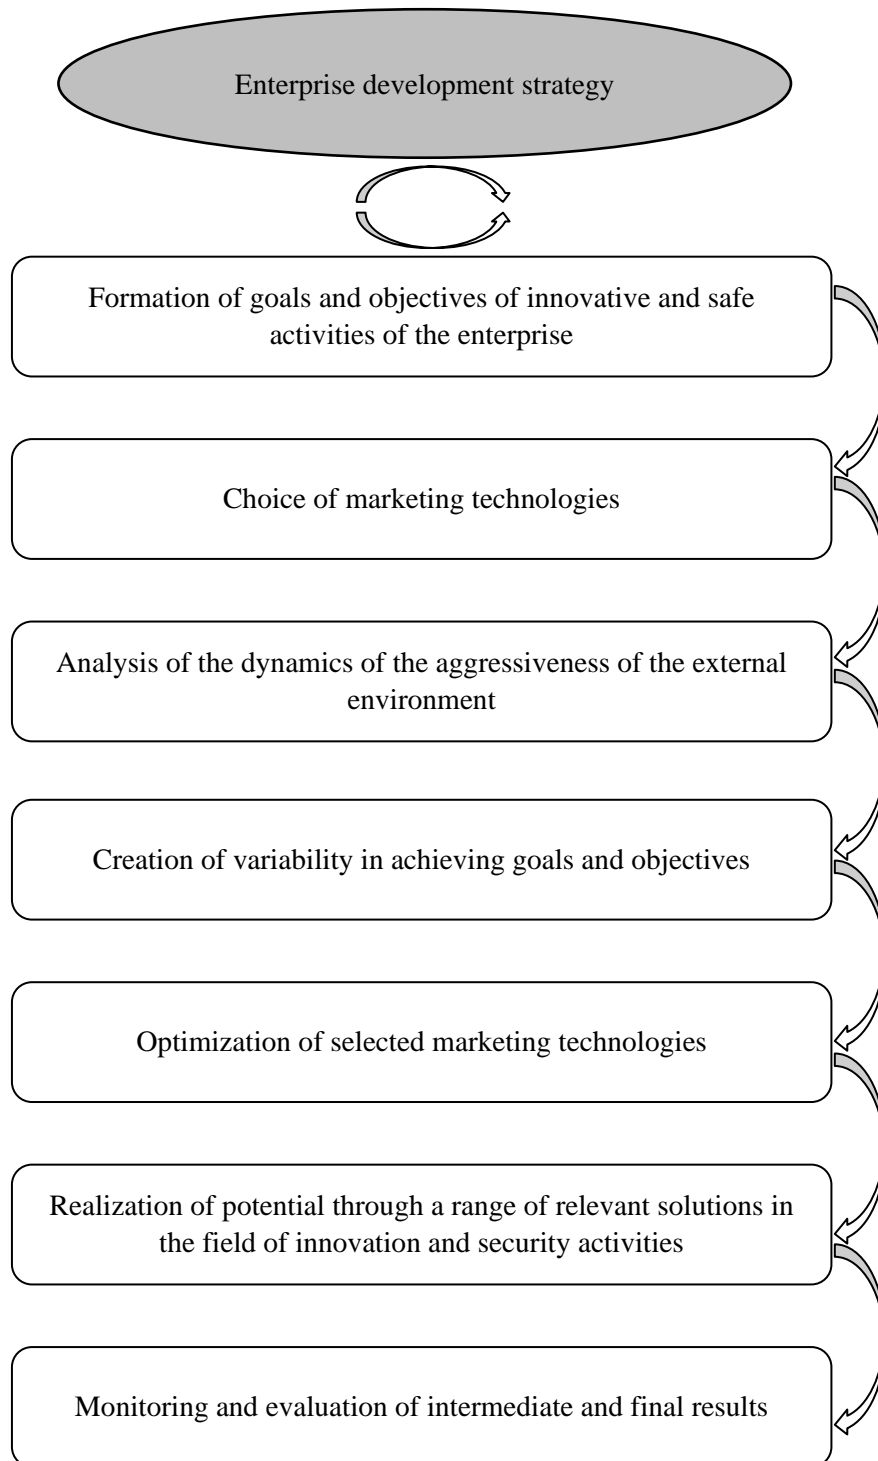 Enterprise development strategy
Formation of goals and objectives of innovative and safe
activities of the enterprise
Choice of marketing technologies
Analysis of the dynamics of the aggressiveness of the external
environment
Creation of variability in achieving goals and objectives
Optimization of selected marketing technologies
Realization of potential through a range of relevant solutions in
the field of innovation and security activities
Monitoring and evaluation of intermediate and final results